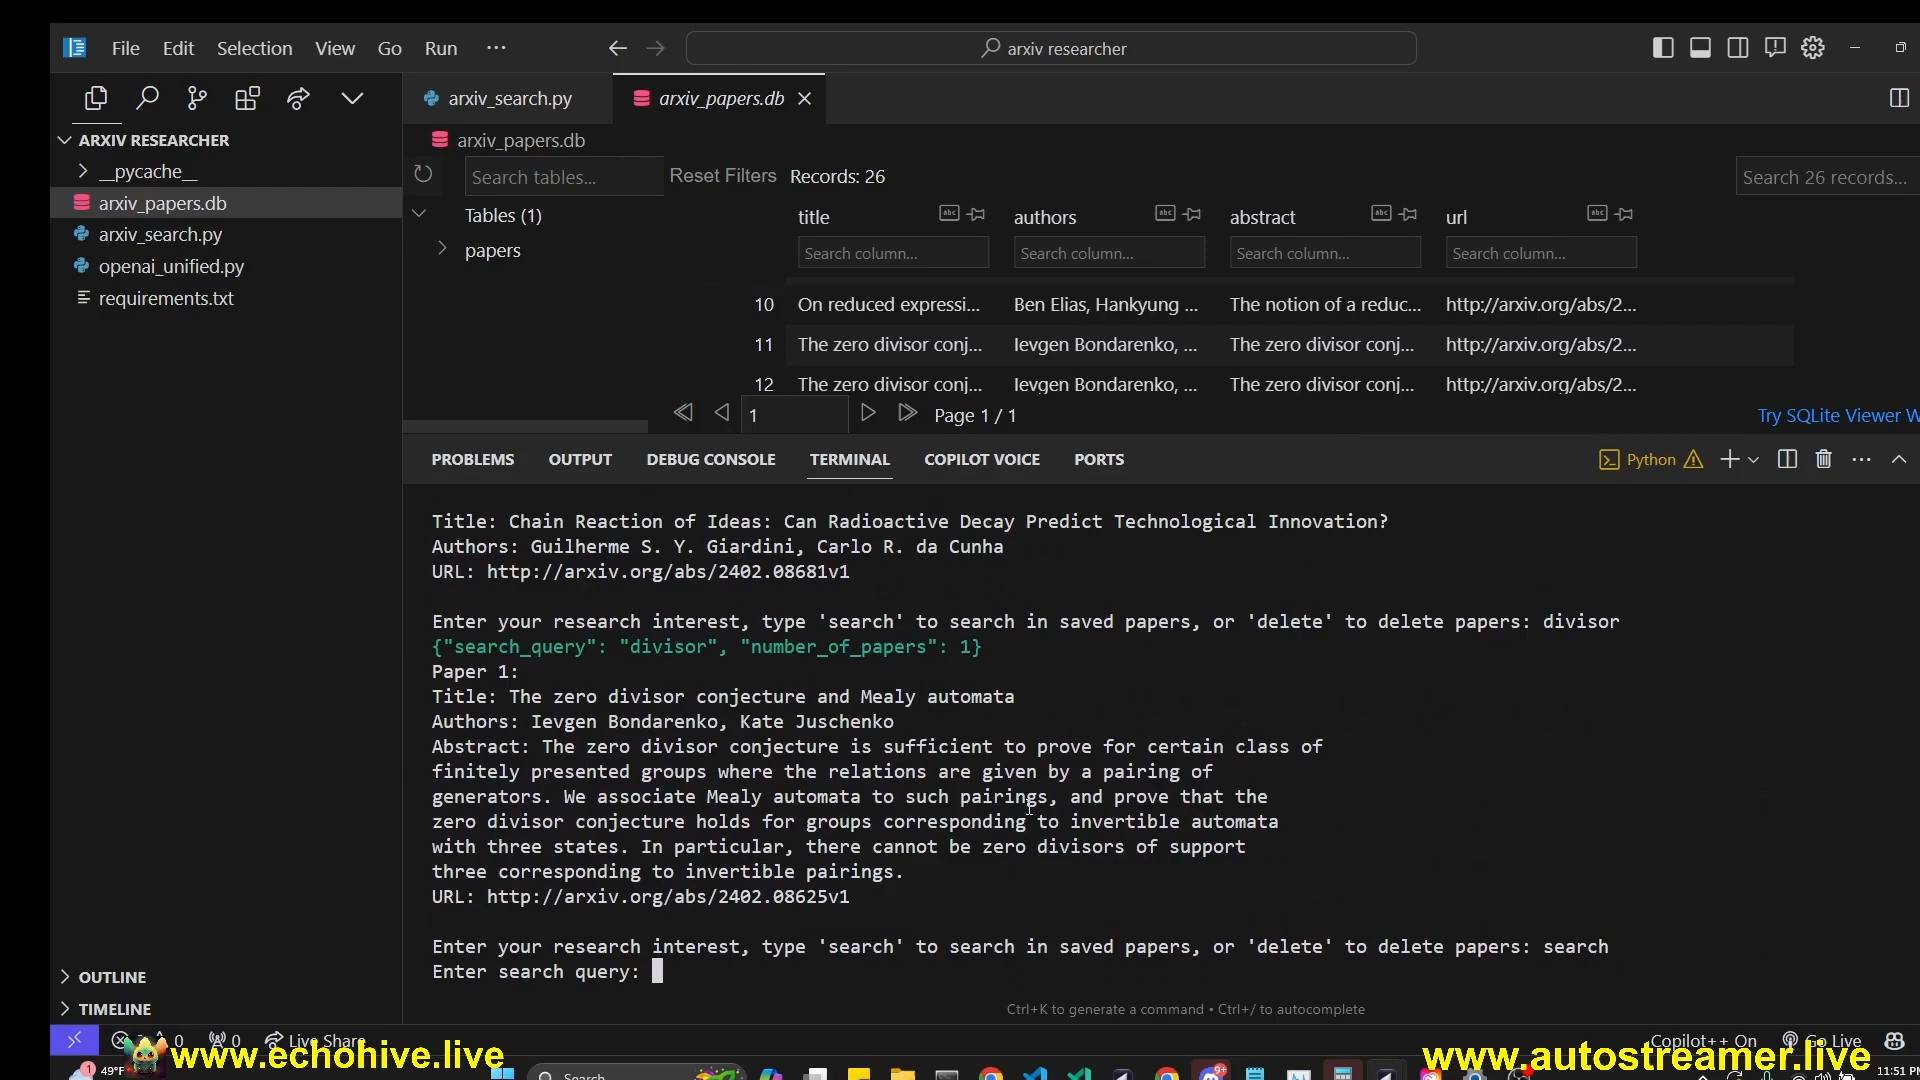 File Edit Selection View Go Run ···
arxiv researcher
ARXIV RESEARCHER
__pycache__
arxiv_papers.db
arxiv_search.py
openai_unified.py
requirements.txt
OUTLINE
TIMELINE
arxiv_search.py arxiv_papers.db
arxiv_papers.db
Search tables... Reset Filters Records: 26 Search 26 records...
Tables (1)
papers
title authors abstract url
Search column... Search column... Search column... Search column...
10 On reduced expressi... Ben Elias, Hankyung ... The notion of a reduc... http://arxiv.org/abs/2...
11 The zero divisor conj... Ievgen Bondarenko, ... The zero divisor conj... http://arxiv.org/abs/2...
12 The zero divisor conj... Ievgen Bondarenko, ... The zero divisor conj... http://arxiv.org/abs/2...
1 Page 1 / 1 Try SQLite Viewer W
PROBLEMS OUTPUT DEBUG CONSOLE TERMINAL COPILOT VOICE PORTS Python
Title: Chain Reaction of Ideas: Can Radioactive Decay Predict Technological Innovation?
Authors: Guilherme S. Y. Giardini, Carlo R. da Cunha
URL: http://arxiv.org/abs/2402.08681v1
Enter your research interest, type 'search' to search in saved papers, or 'delete' to delete papers: divisor
{"search_query": "divisor", "number_of_papers": 1}
Paper 1:
Title: The zero divisor conjecture and Mealy automata
Authors: Ievgen Bondarenko, Kate Juschenko
Abstract: The zero divisor conjecture is sufficient to prove for certain class of
finitely presented groups where the relations are given by a pairing of
generators. We associate Mealy automata to such pairings, and prove that the
zero divisor conjecture holds for groups corresponding to invertible automata
with three states. In particular, there cannot be zero divisors of support
three corresponding to invertible pairings.
URL: http://arxiv.org/abs/2402.08625v1
Enter your research interest, type 'search' to search in saved papers, or 'delete' to delete papers: search
Enter search query:
Ctrl+K to generate a command • Ctrl+/ to autocomplete
0 0 Live Share Copilot++ On Go Live
www.echohive.live www.autostreamer.live
1 49°F Search 9+ 11:51 PM